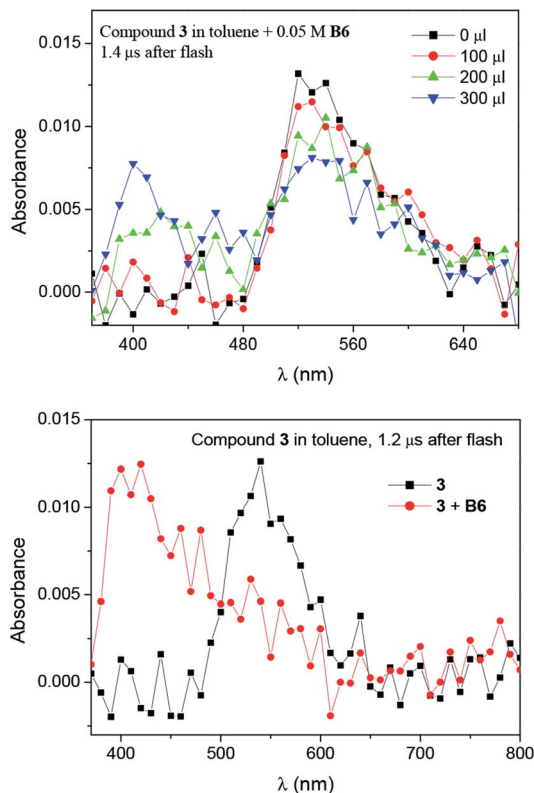 Compound 3 in toluene + 0.05 M B6
1.4 μs after flash
0 μl
100 μl
200 μl
300 μl
0.015
0.010
0.005
0.000
Absorbance
400 480 560 640
λ (nm)
Compound 3 in toluene, 1.2 μs after flash
3
3 + B6
0.015
0.010
0.005
0.000
Absorbance
400 500 600 700 800
λ (nm)